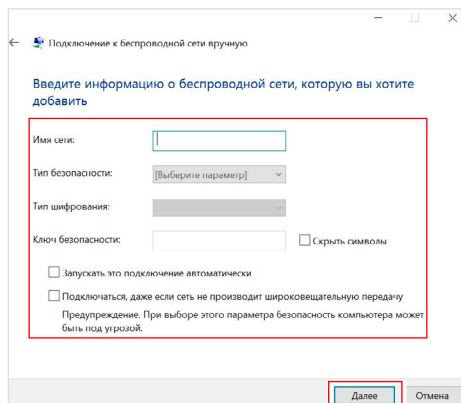 Подключение к беспроводной сети вручную
Введите информацию о беспроводной сети, которую вы хотите
добавить
Имя сети:
Тип безопасности:
[Выберите параметр]
Тип шифрования:
Ключ безопасности:
Скрыть символы
Запускать это подключение автоматически
Подключаться, даже если сеть не производит широковещательную передачу
Предупреждение. При выборе этого параметра безопасность компьютера может
быть под угрозой.
Далее
Отмена